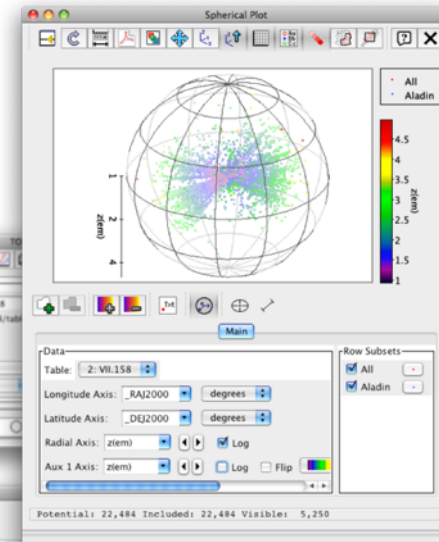 Spherical Plot
All
Aladin
4.5
4
3.5
3
2.5
2
1.5
1
z(em)
1
2
4
z(em)
.Txt
Main
Data
Table: 2: VII.158
Longitude Axis: _RAJ2000 degrees
Latitude Axis: _DEJ2000 degrees
Radial Axis: z(em) Log
Aux 1 Axis: z(em) Log Flip
Row Subsets
All
Aladin
Potential: 22,484 Included: 22,484 Visible: 5,250